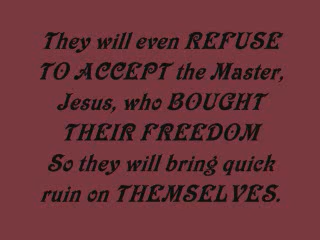 They will even REFUSE
TO ACCEPT the Master,
Jesus, who BOUGHT
THEIR FREEDOM
So they will bring quick
ruin on THEMSELVES.